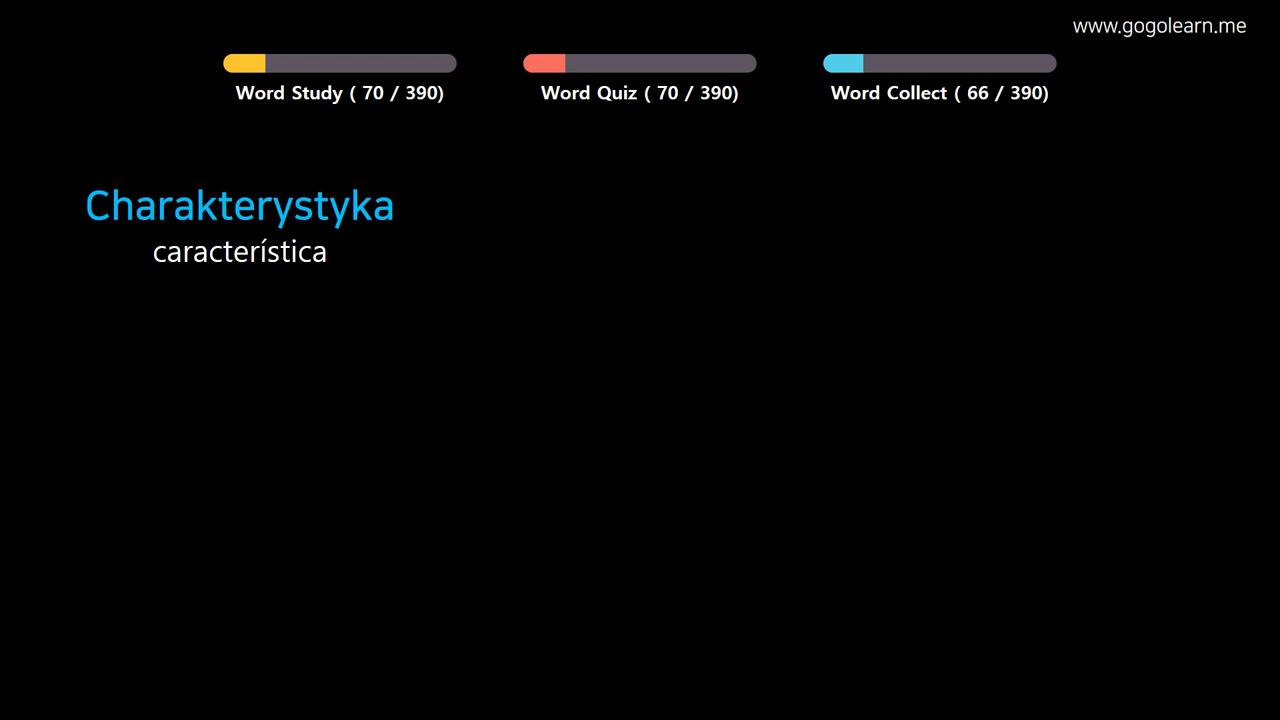 www.gogolearn.me
Word Study ( 70 / 390)
Word Quiz ( 70 / 390)
Word Collect ( 66 / 390)
Charakterystyka
característica